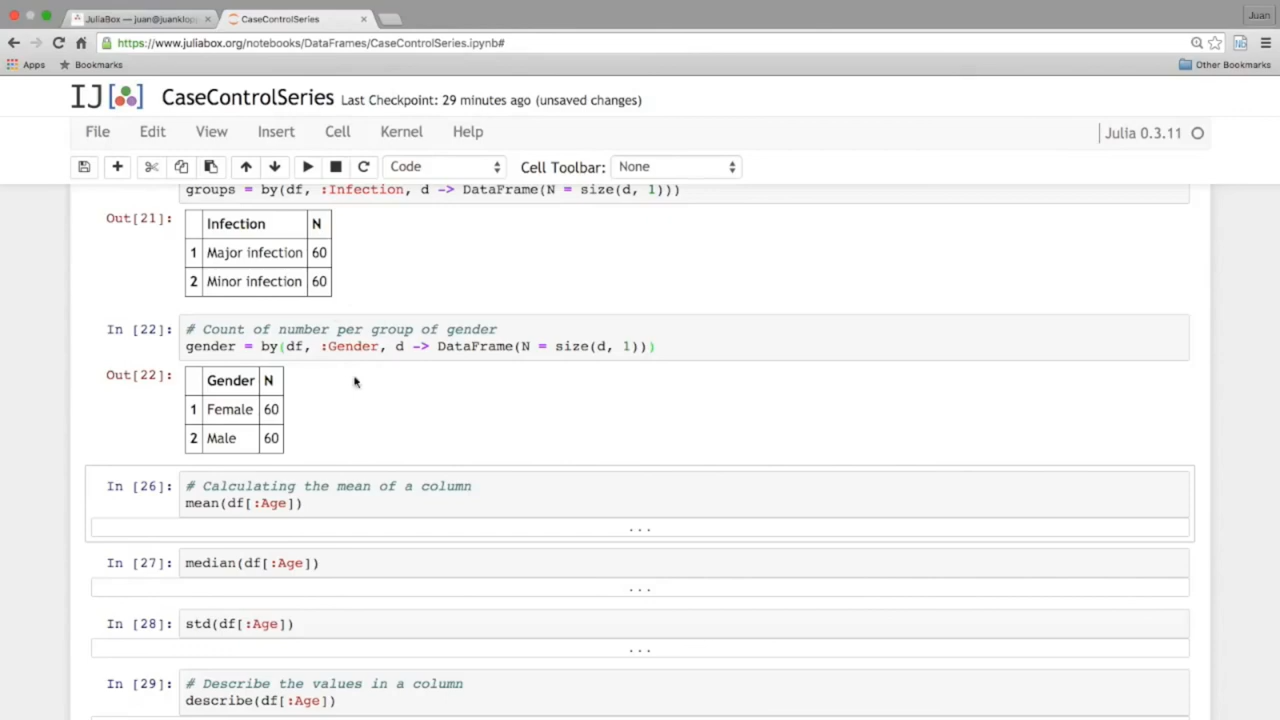 JuliaBox — juan@juanklop
CaseControlSeries
Juan
https://www.juliabox.org/notebooks/DataFrames/CaseControlSeries.ipynb#
Apps
Bookmarks
Other Bookmarks
IJ[ ]
CaseControlSeries Last Checkpoint: 29 minutes ago (unsaved changes)
File Edit View Insert Cell Kernel Help
Julia 0.3.11
Code
Cell Toolbar:
None
groups = by(df, :Infection, d -> DataFrame(N = size(d, 1)))
Out[21]:
Infection N
1 Major infection 60
2 Minor infection 60
In [22]: # Count of number per group of gender
gender = by(df, :Gender, d -> DataFrame(N = size(d, 1)))
Out[22]:
Gender N
1 Female 60
2 Male 60
In [26]: # Calculating the mean of a column
mean(df[:Age])
...
In [27]: median(df[:Age])
...
In [28]: std(df[:Age])
...
In [29]: # Describe the values in a column
describe(df[:Age])